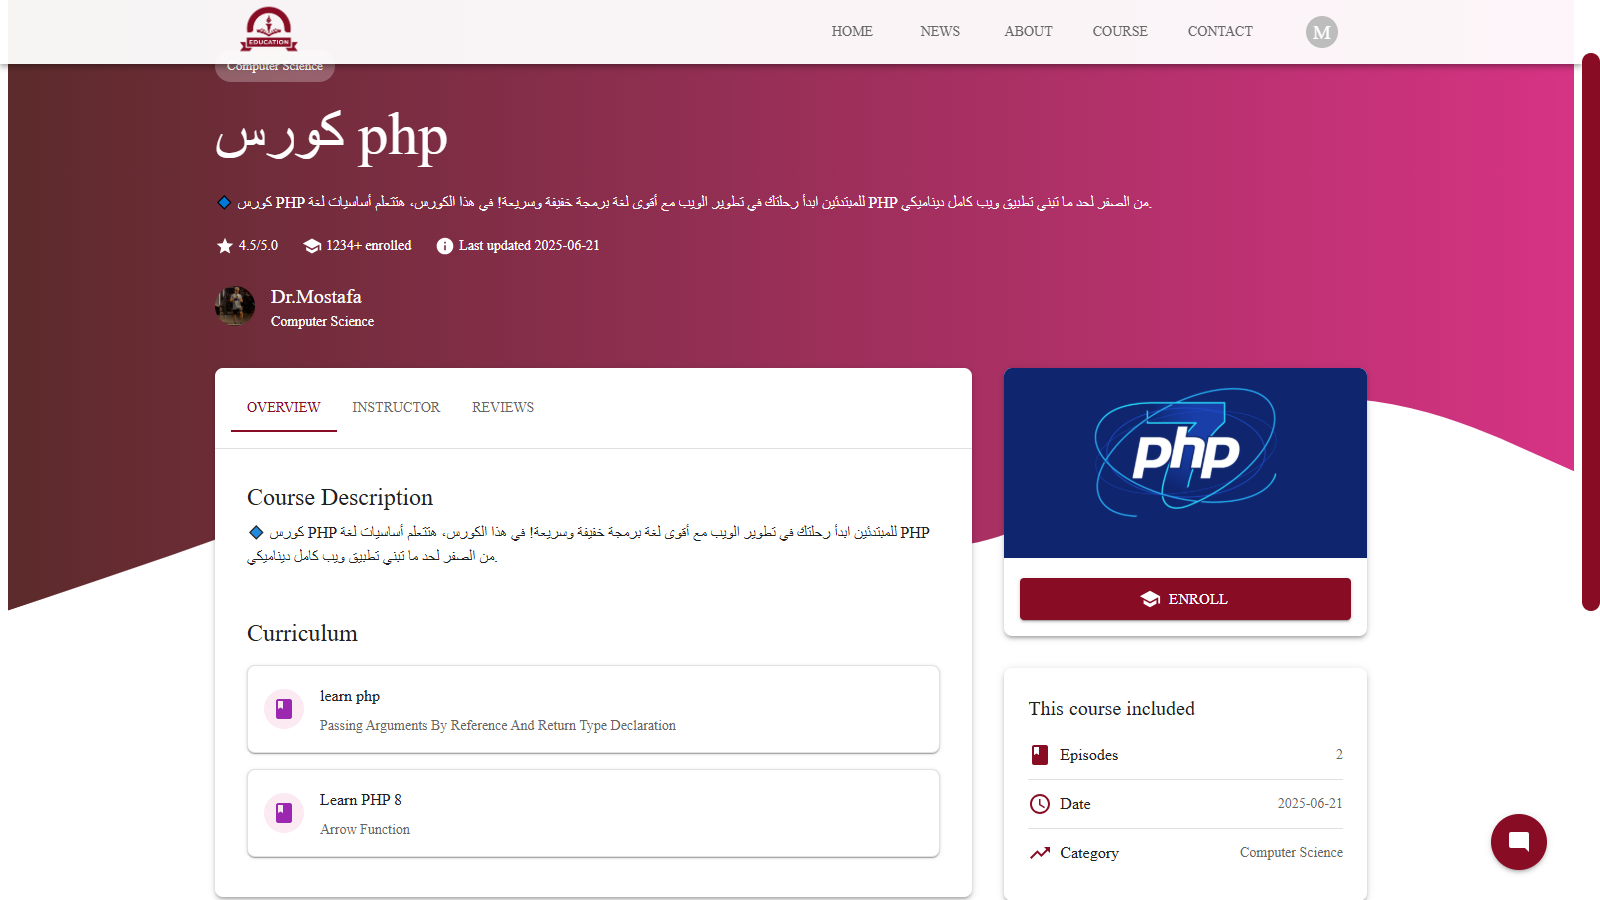 EDUCATION
HOME
NEWS
ABOUT
COURSE
CONTACT
M
Computer Science
كورس php
🔷 كورس PHP للمبتدئين ابدأ رحلتك في تطوير الويب مع أقوى لغة برمجة خفيفة وسريعة! في هذا الكورس، هتتعلم أساسيات لغة PHP من الصفر لحد ما تبني تطبيق ويب كامل ديناميكي.
4.5/5.0
1234+ enrolled
Last updated 2025-06-21
Dr.Mostafa
Computer Science
OVERVIEW
INSTRUCTOR
REVIEWS
Course Description
🔷 كورس PHP للمبتدئين ابدأ رحلتك في تطوير الويب مع أقوى لغة برمجة خفيفة وسريعة! في هذا الكورس، هتتعلم أساسيات لغة PHP
من الصفر لحد ما تبني تطبيق ويب كامل ديناميكي.
Curriculum
learn php
Passing Arguments By Reference And Return Type Declaration
Learn PHP 8
Arrow Function
7
php
ENROLL
This course included
Episodes
2
Date
2025-06-21
Category
Computer Science